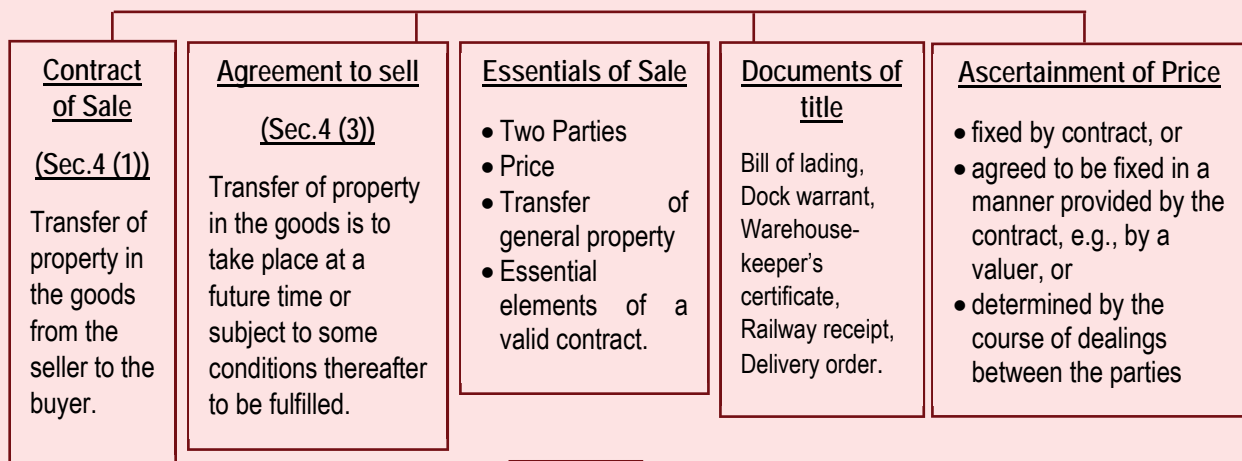 Contract
of Sale
(Sec.4 (1))
Transfer of
property in
the goods
from the
seller to the
buyer.
Agreement to sell
(Sec.4 (3))
Transfer of property
in the goods is to
take place at a
future time or
subject to some
conditions thereafter
to be fulfilled.
Essentials of Sale
• Two Parties
• Price
• Transfer of
general property
• Essential
elements of a
valid contract.
Documents of
title
Bill of lading,
Dock warrant,
Warehouse-
keeper's
certificate,
Railway receipt,
Delivery order.
Ascertainment of Price
• fixed by contract, or
• agreed to be fixed in a
manner provided by the
contract, e.g., by a
valuer, or
• determined by the
course of dealings
between the parties